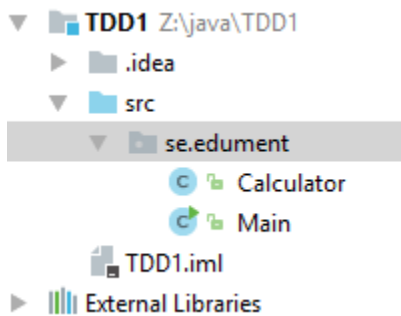 TDD1 Z:\java\TDD1
.idea
src
se.edument
C Calculator
C Main
TDD1.iml
External Libraries